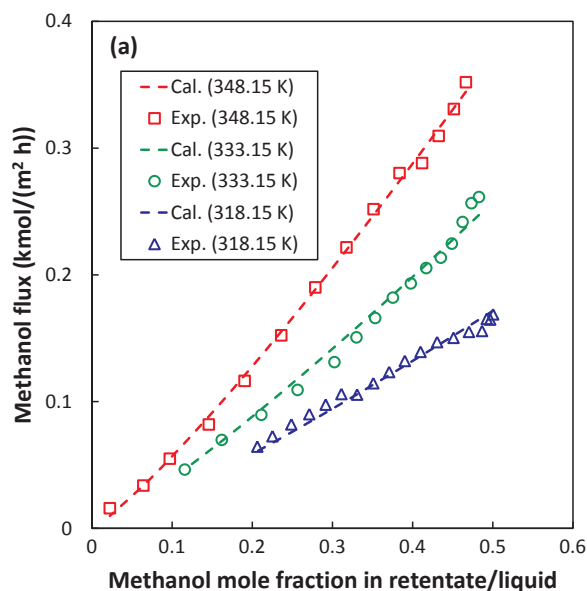 (a)
Cal. (348.15 K)
Exp. (348.15 K)
Cal. (333.15 K)
Exp. (333.15 K)
Cal. (318.15 K)
Exp. (318.15 K)
Methanol flux (kmol/(m² h))
0.4
0.3
0.2
0.1
0
0 0.1 0.2 0.3 0.4 0.5 0.6
Methanol mole fraction in retentate/liquid